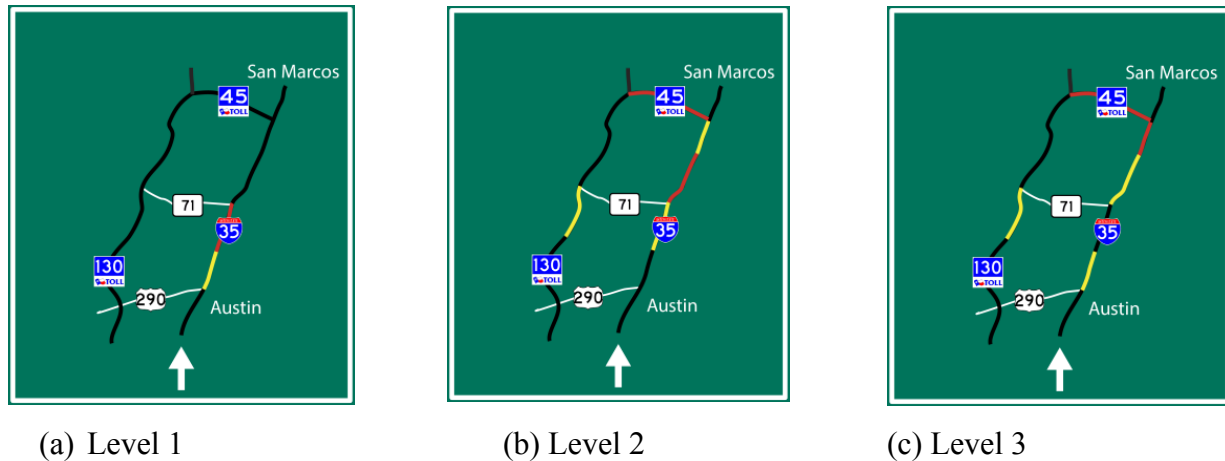 San Marcos
45
TOLL
71
35
130
TOLL
290
Austin
San Marcos
45
TOLL
71
35
130
TOLL
290
Austin
San Marcos
45
TOLL
71
35
130
TOLL
290
Austin
(a) Level 1
(b) Level 2
(c) Level 3